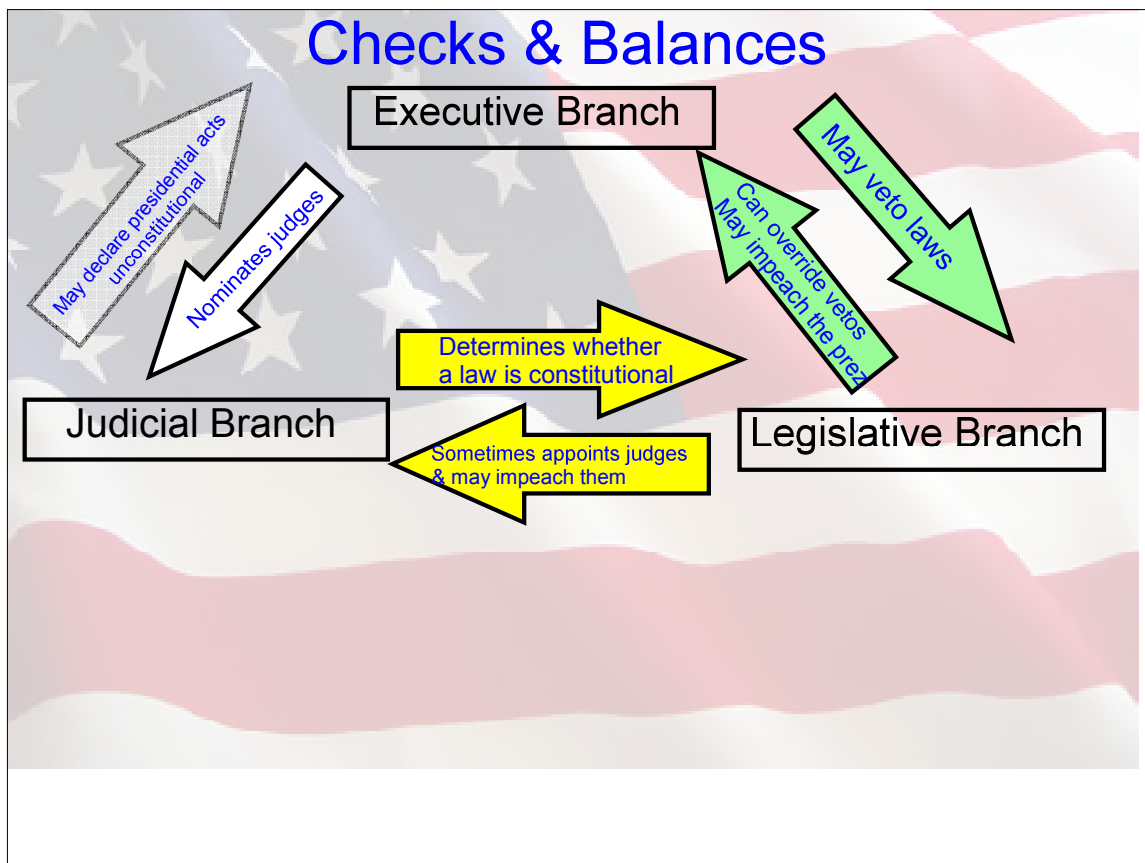 Checks & Balances
Executive Branch
May declare presidential acts
unconstitutional
Nominates judges
Can override vetos
May impeach the prez
May veto laws
Determines whether
a law is constitutional
Judicial Branch
Legislative Branch
Sometimes appoints judges
& may impeach them